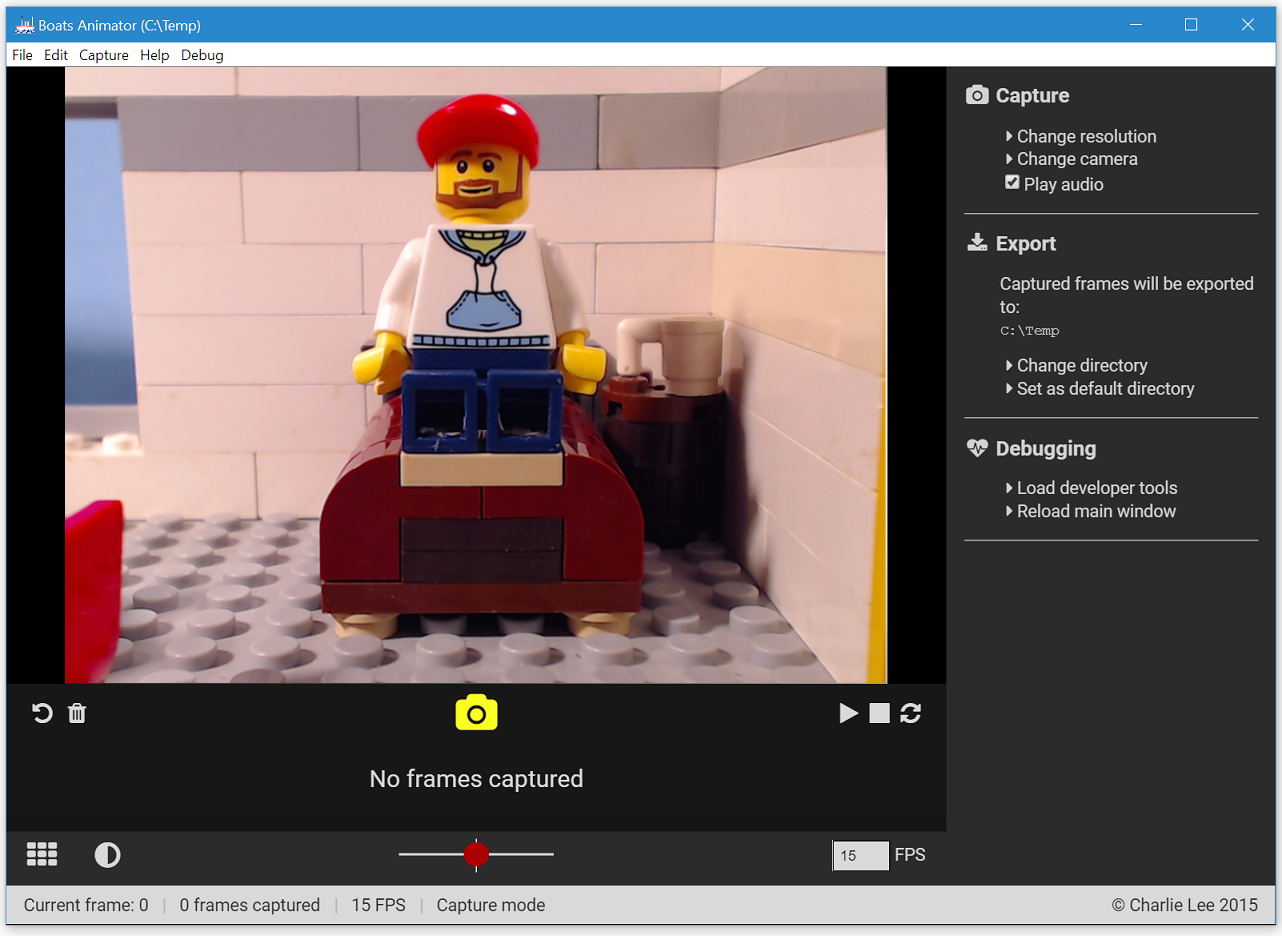 Boats Animator (C:\Temp)
File Edit Capture Help Debug
Capture
Change resolution
Change camera
Play audio
Export
Captured frames will be exported
to:
C:\Temp
Change directory
Set as default directory
Debugging
Load developer tools
Reload main window
No frames captured
15 FPS
Current frame: 0 | 0 frames captured | 15 FPS | Capture mode
© Charlie Lee 2015